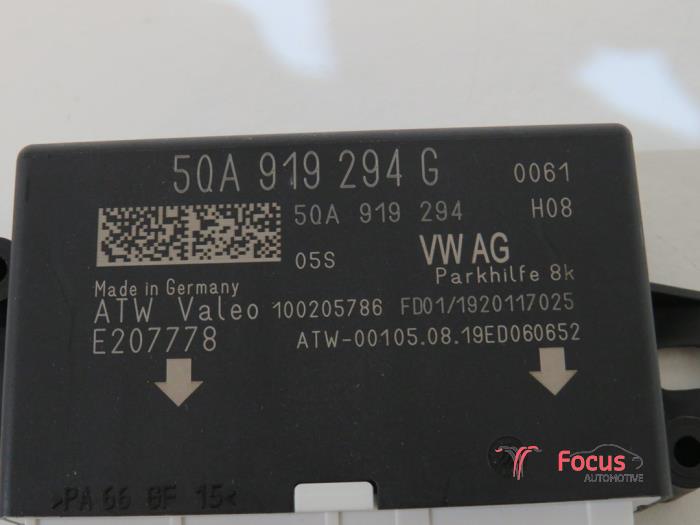 5QA 919 294 G 0061
5QA 919 294 H08
05S VW AG
Parkhilfe 8k
Made in Germany
ATW Valeo 100205786 FD01/1920117025
E207778 ATW-00105.08.19ED060652
>PA 66 GF 15<
Focus
AUTOMOTIVE